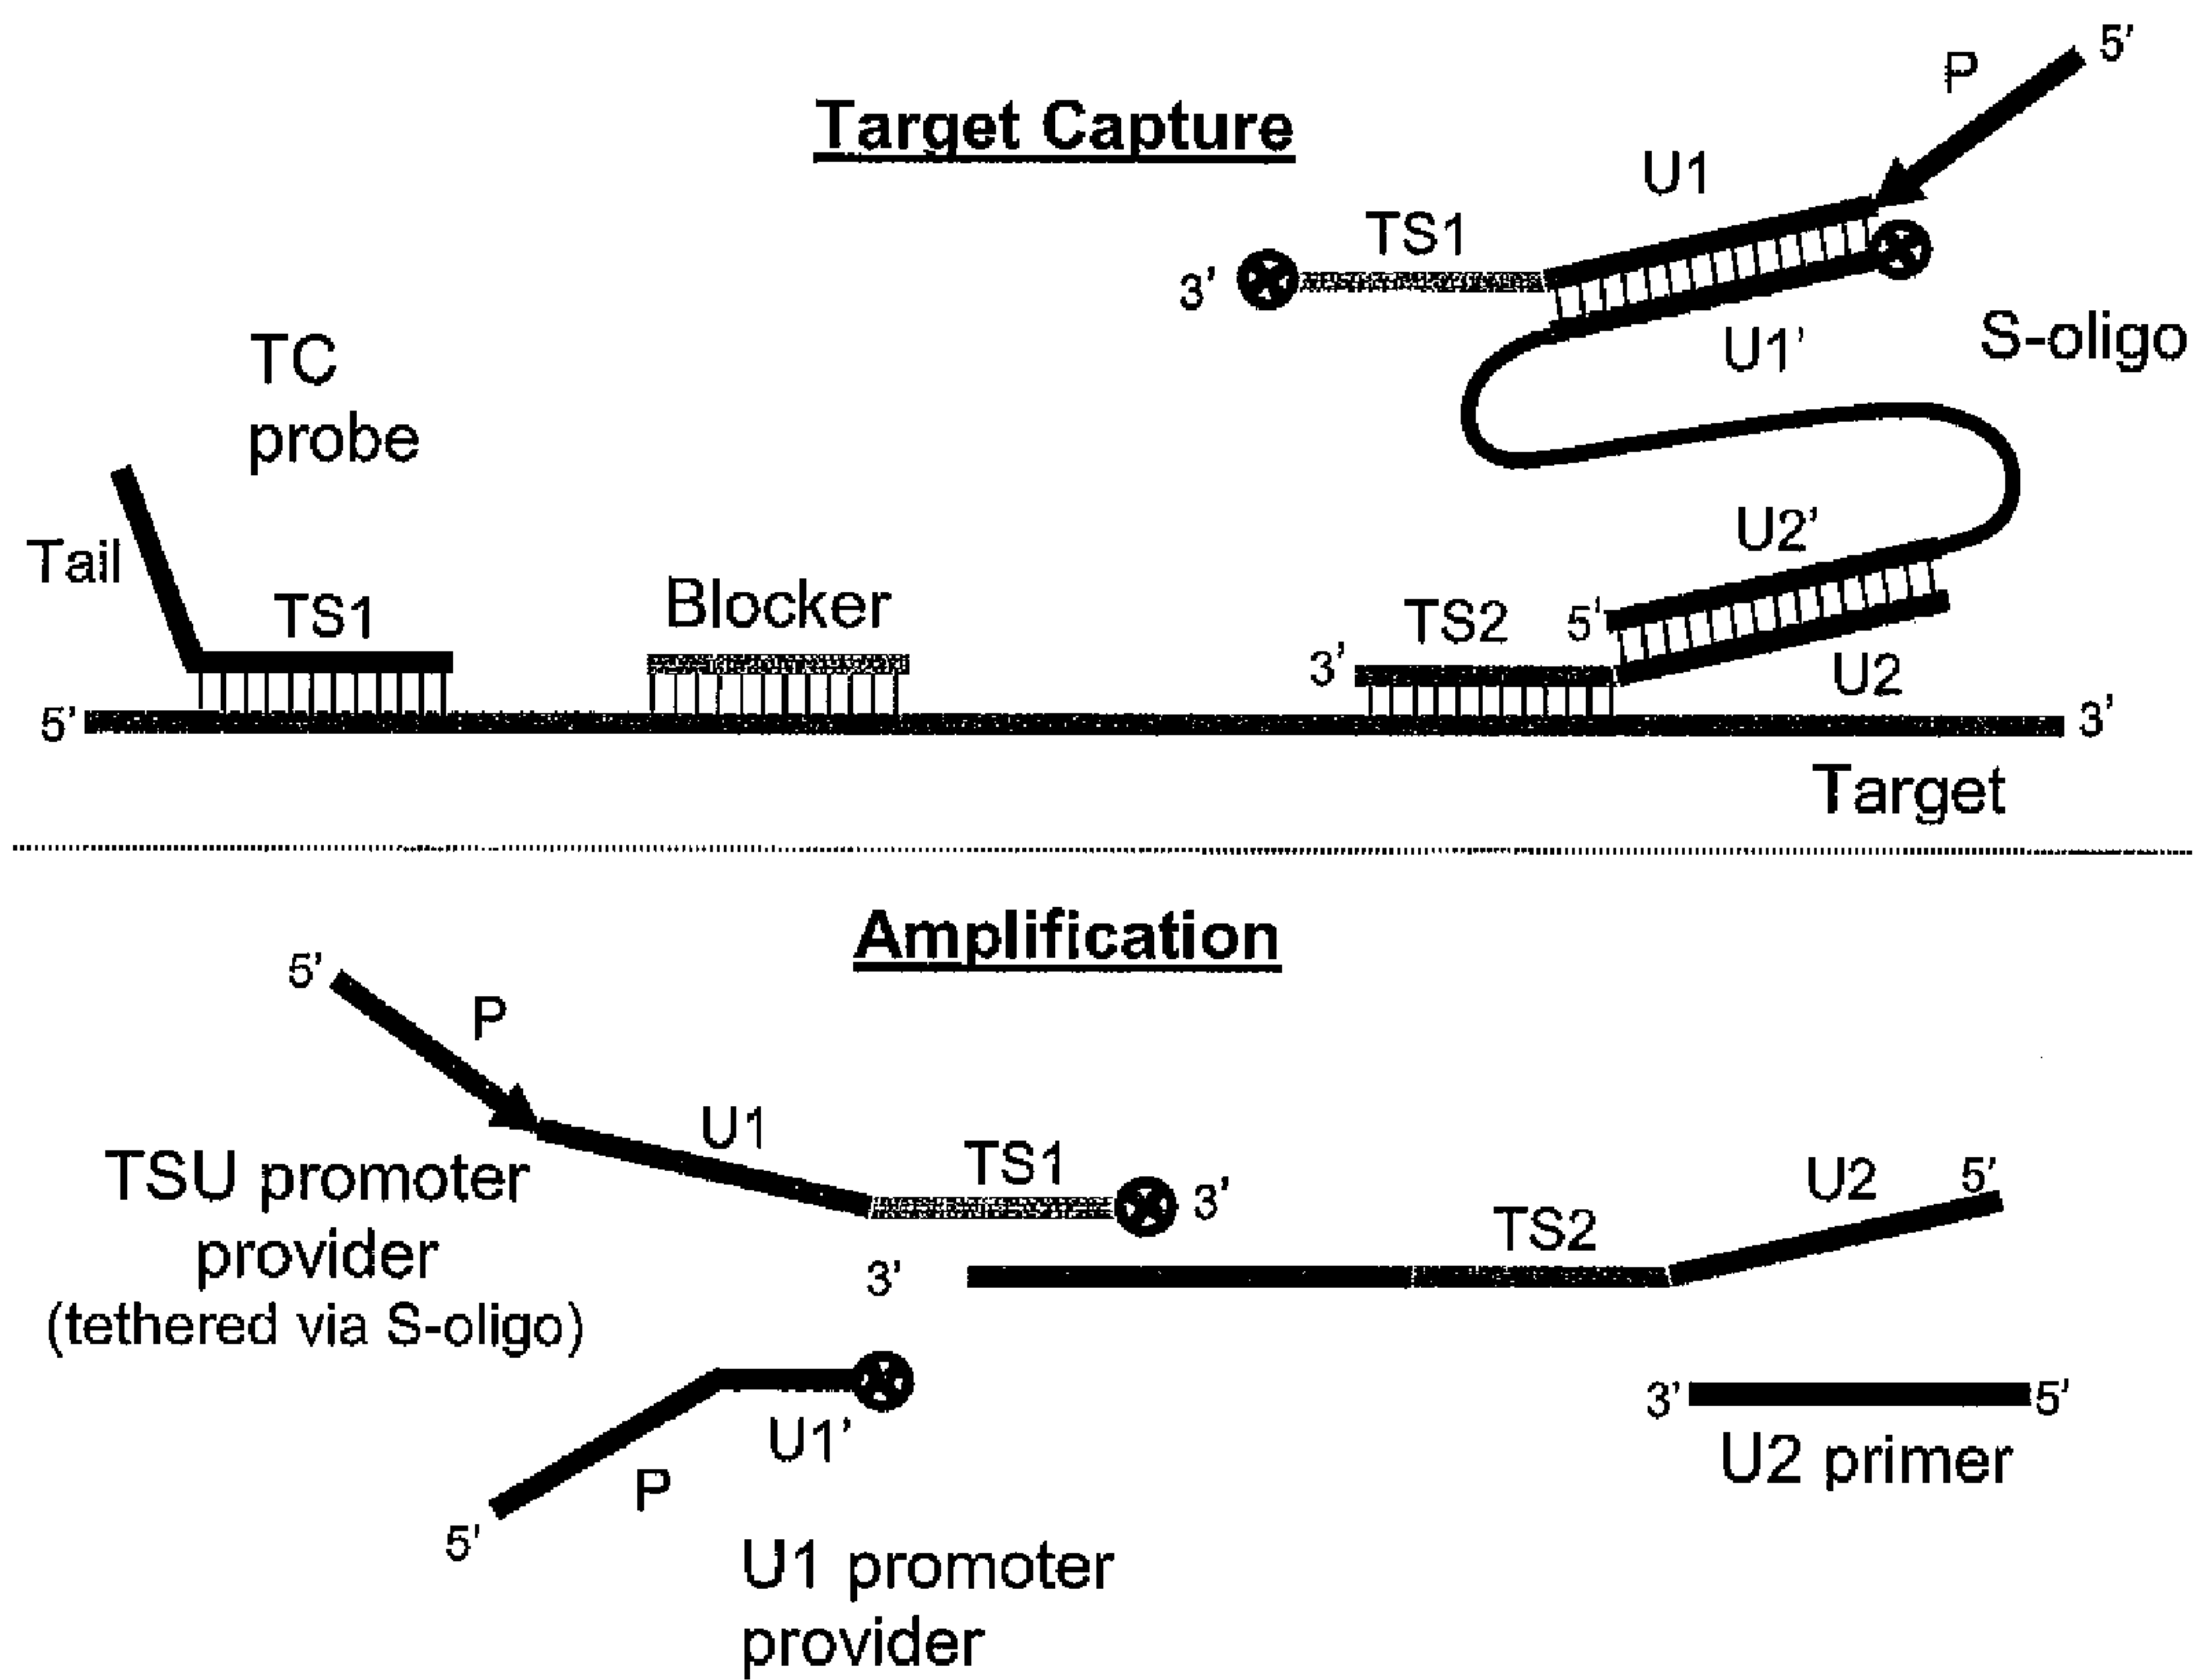 Target Capture
P
5'
U1
TS1
3'
U1'
S-oligo
TC
probe
Tail
TS1
Blocker
U2'
TS2
5'
3'
U2
5'
3'
Target
Amplification
5'
P
U1
TS1
3'
TSU promoter
provider
(tethered via S-oligo)
U2
5'
TS2
3'
U1'
P
5'
U1 promoter
provider
3'
5'
U2 primer